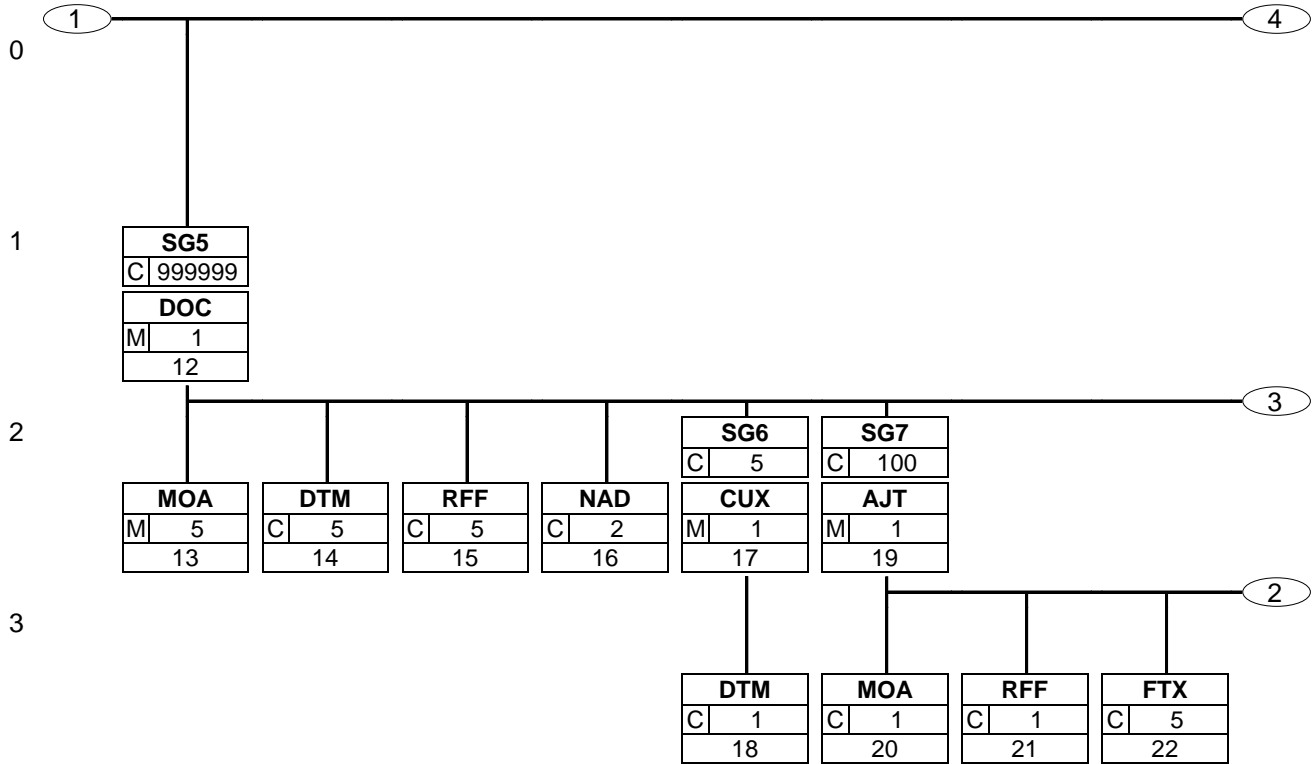 1 4
0
1 SG5
C 999999
DOC
M 1
12
3
2 SG6 SG7
C 5 C 100
MOA DTM RFF NAD CUX AJT
M 5 C 5 C 5 C 2 M 1 M 1
13 14 15 16 17 19
2
3
DTM MOA RFF FTX
C 1 C 1 C 1 C 5
18 20 21 22